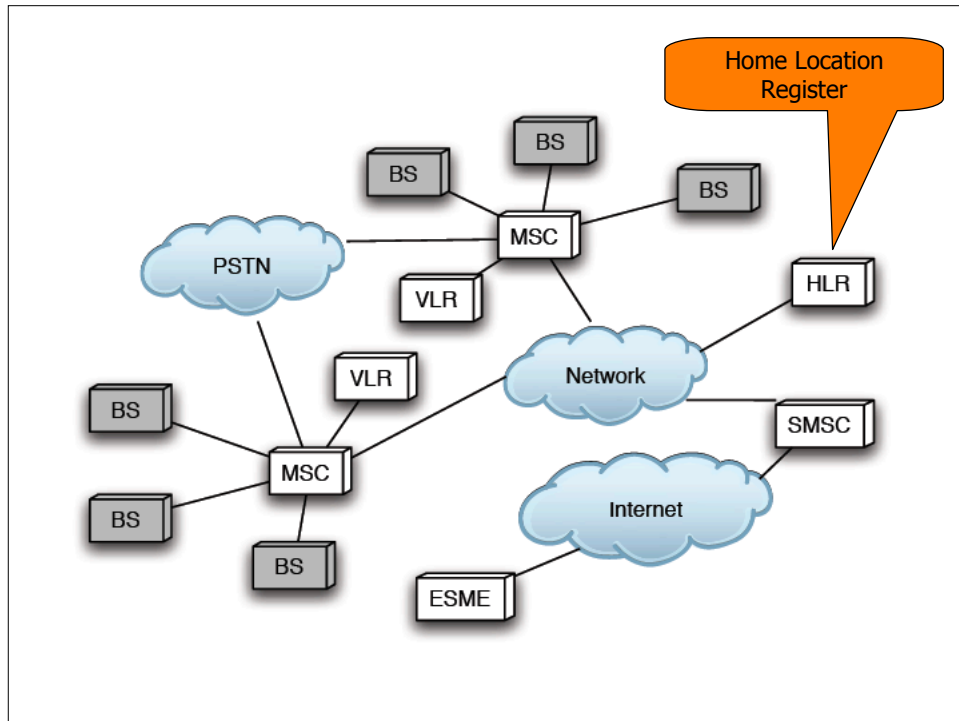 Home Location
Register
BS
BS
BS
MSC
PSTN
HLR
VLR
Network
VLR
BS
SMSC
MSC
Internet
BS
BS
ESME